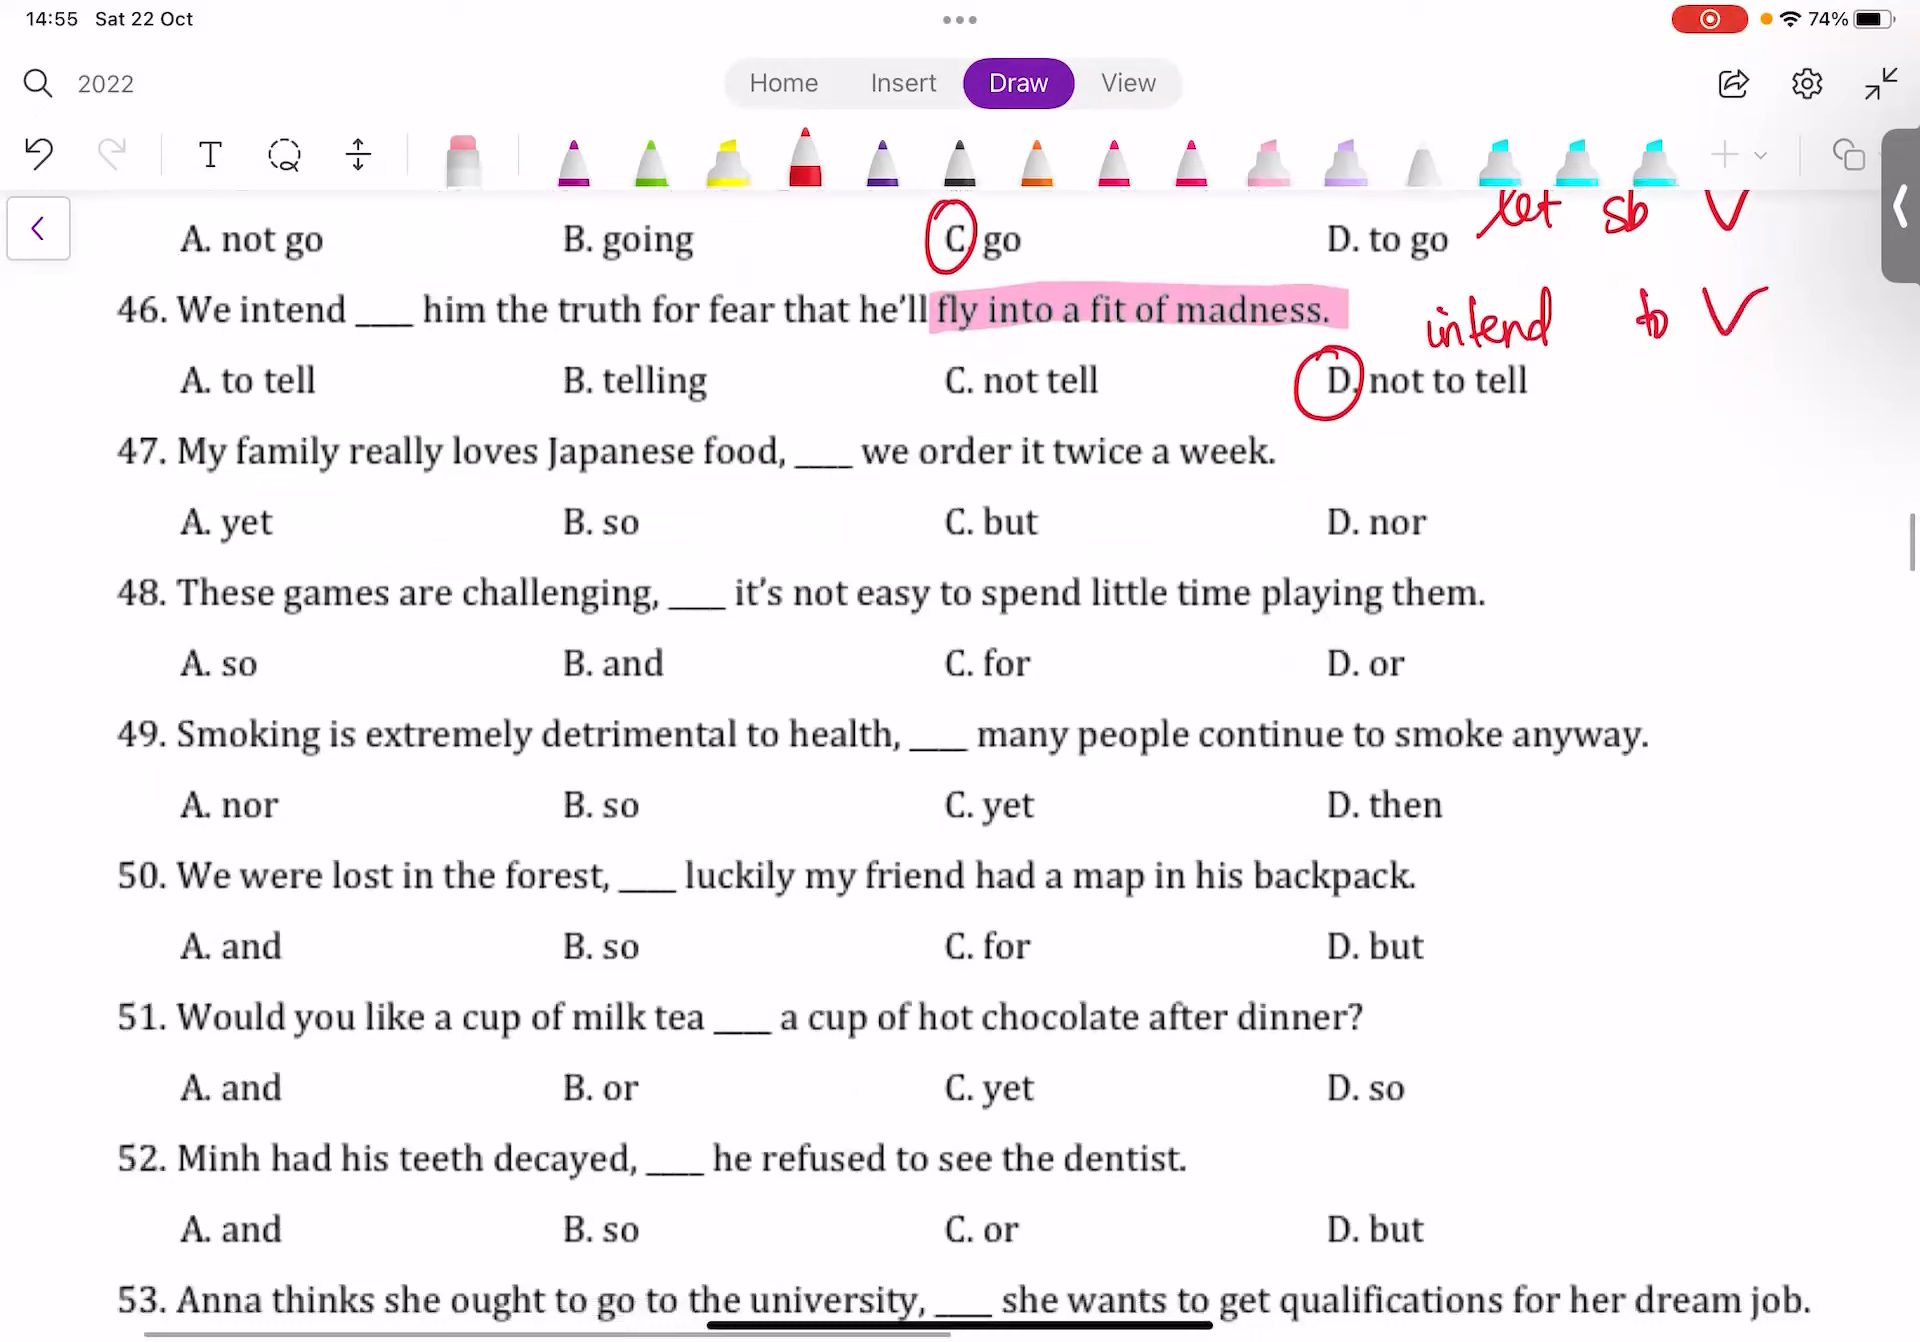 14:55 Sat 22 Oct
74%
2022
Home Insert Draw View
T
let sb V
A. not go B. going C. go D. to go
46. We intend ___ him the truth for fear that he'll fly into a fit of madness.
intend to V
A. to tell B. telling C. not tell D. not to tell
47. My family really loves Japanese food, ___ we order it twice a week.
A. yet B. so C. but D. nor
48. These games are challenging, ___ it's not easy to spend little time playing them.
A. so B. and C. for D. or
49. Smoking is extremely detrimental to health, ___ many people continue to smoke anyway.
A. nor B. so C. yet D. then
50. We were lost in the forest, ___ luckily my friend had a map in his backpack.
A. and B. so C. for D. but
51. Would you like a cup of milk tea ___ a cup of hot chocolate after dinner?
A. and B. or C. yet D. so
52. Minh had his teeth decayed, ___ he refused to see the dentist.
A. and B. so C. or D. but
53. Anna thinks she ought to go to the university, ___ she wants to get qualifications for her dream job.